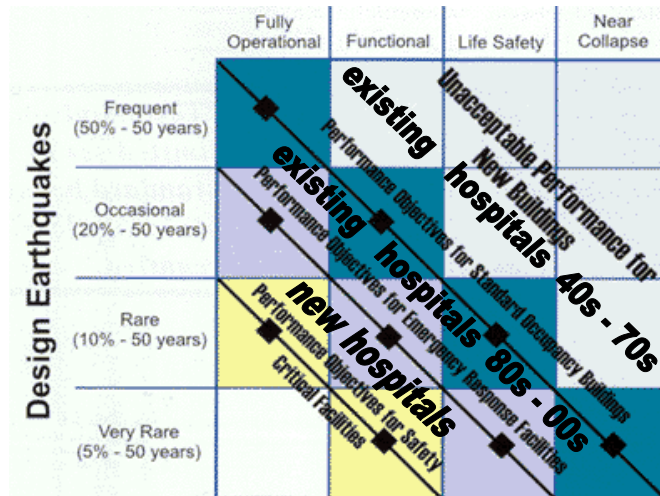 Fully
Operational
Functional
Life Safety
Near
Collapse
Design Earthquakes
Frequent
(50% - 50 years)
Occasional
(20% - 50 years)
Rare
(10% - 50 years)
Very Rare
(5% - 50 years)
Unacceptable Performance for
New Buildings
existing hospitals 40s - 70s
Performance Objectives for Standard Occupancy Buildings
existing hospitals 80s - 00s
Performance Objectives for Emergency Response Facilities
new hospitals
Performance Objectives for Safety
Critical Facilities